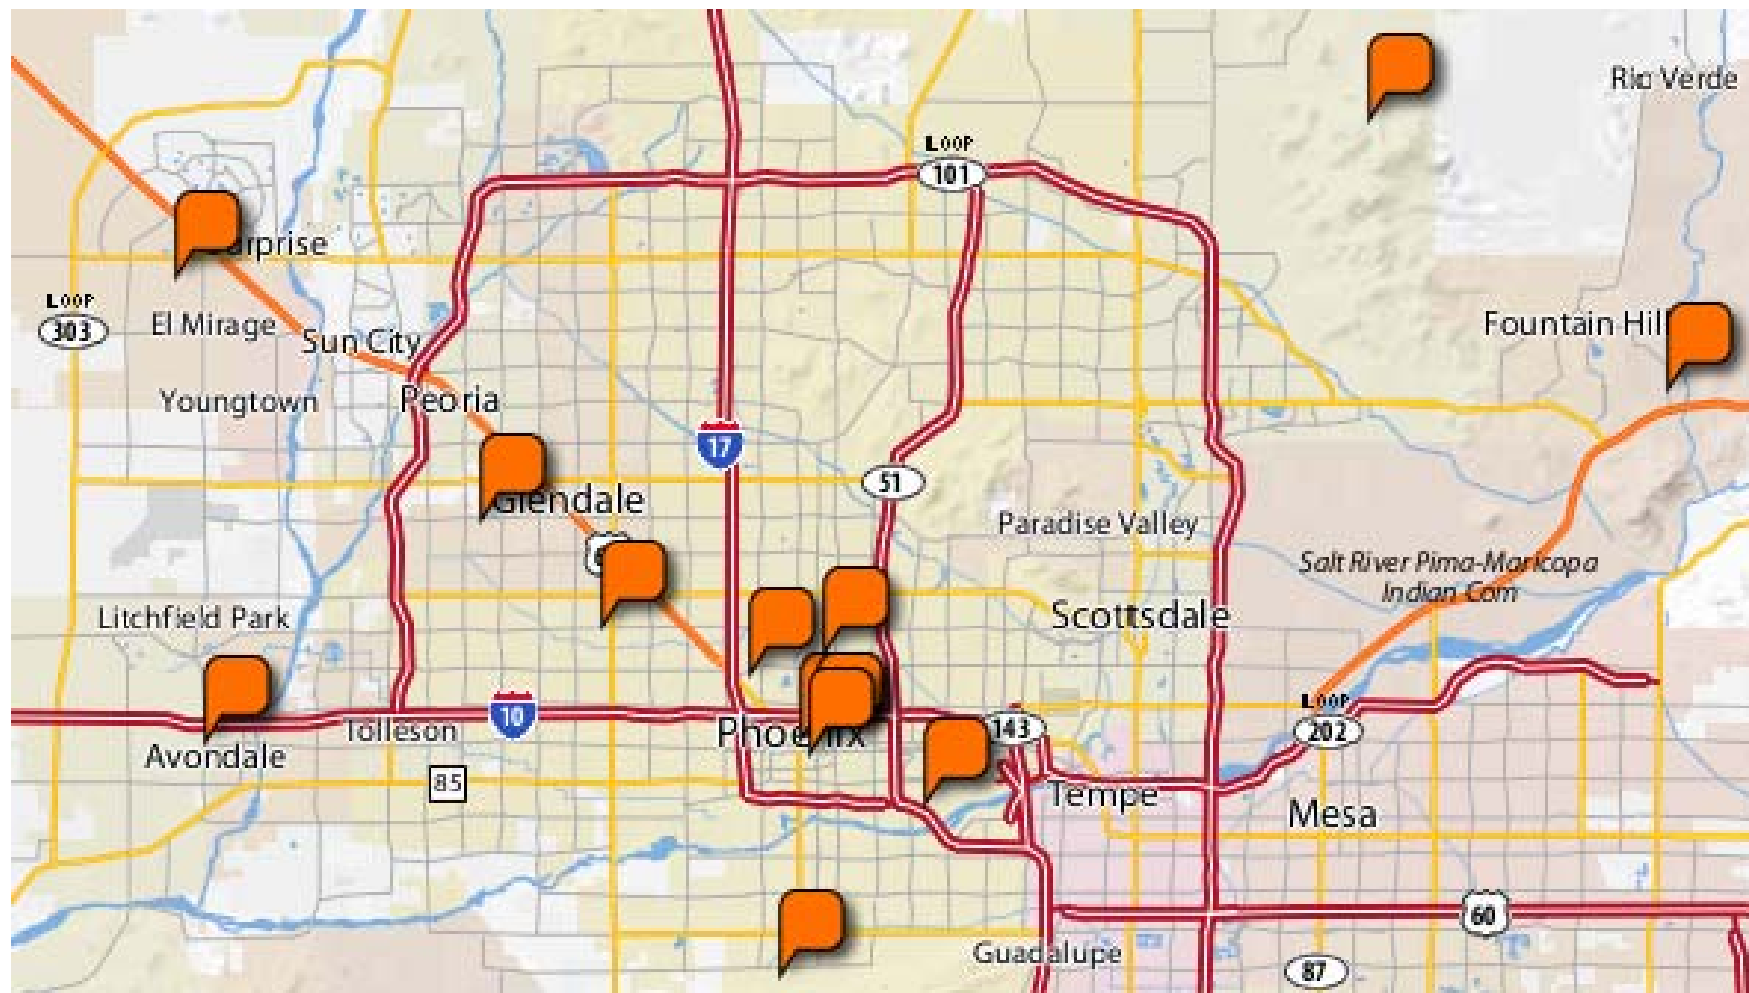 Rio Verde
LOOP
101
urprise
LOOP
303
El Mirage
Sun City
Fountain Hil
Youngtown
Peoria
17
51
Glendale
Paradise Valley
Salt River Pima-Maricopa
Indian Com
Litchfield Park
Scottsdale
10
Tolleson
Phoenix
143
LOOP
202
Avondale
85
Tempe
Mesa
60
Guadalupe
87